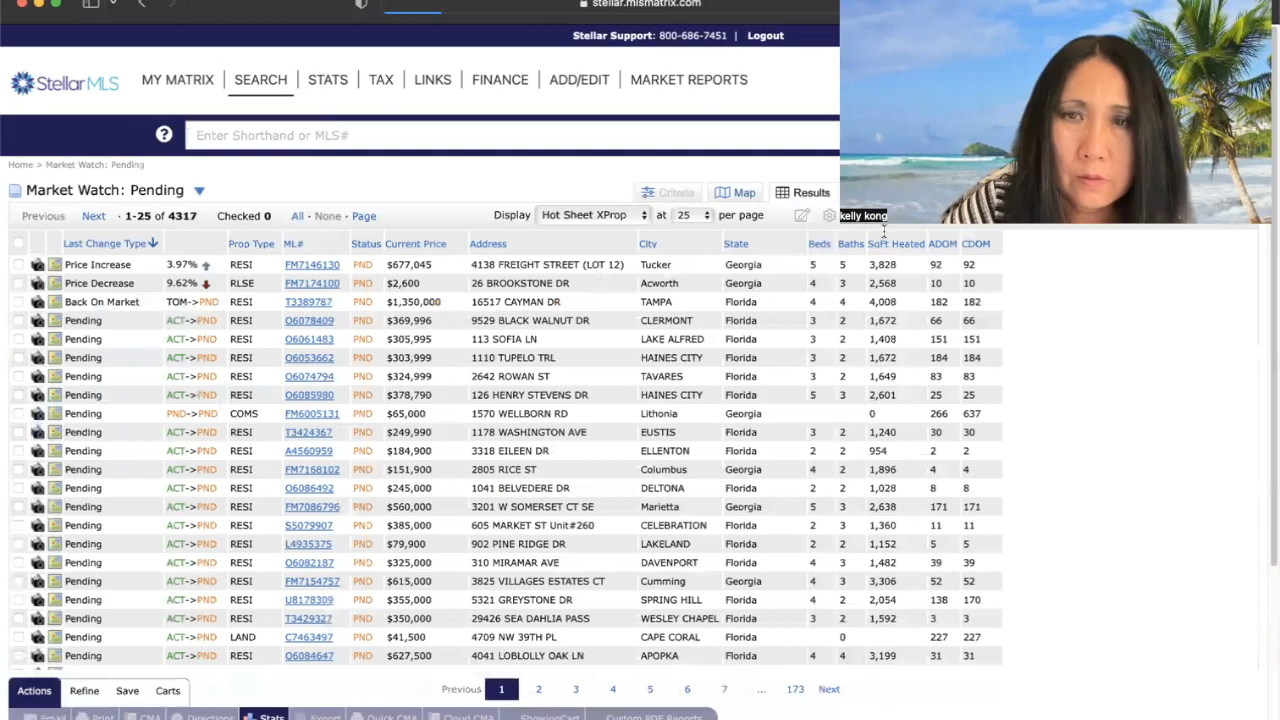 stellar.mlsmatrix.com
Stellar Support: 800-686-7451 | Logout
StellarMLS
MY MATRIX | SEARCH | STATS | TAX | LINKS | FINANCE | ADD/EDIT | MARKET REPORTS
? Enter Shorthand or MLS#
Home > Market Watch: Pending
Market Watch: Pending
Criteria Map Results
Previous Next · 1-25 of 4317 Checked 0 All · None · Page Display Hot Sheet XProp at 25 per page
kelly kong
Last Change Type Prop Type ML# Status Current Price Address City State Beds Baths SqFt Heated ADOM CDOM
Price Increase 3.97% RESI FM7146130 PND $677,045 4138 FREIGHT STREET (LOT 12) Tucker Georgia 5 5 3,828 92 92
Price Decrease 9.62% RLSE FM7174100 PND $2,600 26 BROOKSTONE DR Acworth Georgia 4 3 2,568 10 10
Back On Market TOM->PND RESI T3389787 PND $1,350,000 16517 CAYMAN DR TAMPA Florida 4 4 4,008 182 182
Pending ACT->PND RESI O6078409 PND $369,996 9529 BLACK WALNUT DR CLERMONT Florida 3 2 1,672 66 66
Pending ACT->PND RESI O6061483 PND $305,995 113 SOFIA LN LAKE ALFRED Florida 3 2 1,408 151 151
Pending ACT->PND RESI O6053662 PND $303,999 1110 TUPELO TRL HAINES CITY Florida 3 2 1,672 184 184
Pending ACT->PND RESI O6074794 PND $324,999 2642 ROWAN ST TAVARES Florida 3 2 1,649 83 83
Pending ACT->PND RESI O6085980 PND $378,790 126 HENRY STEVENS DR HAINES CITY Florida 5 3 2,601 25 25
Pending PND->PND COMS FM6005131 PND $65,000 1570 WELLBORN RD Lithonia Georgia 0 266 637
Pending ACT->PND RESI T3424367 PND $249,990 1178 WASHINGTON AVE EUSTIS Florida 3 2 1,240 30 30
Pending ACT->PND RESI A4560959 PND $184,900 3318 EILEEN DR ELLENTON Florida 2 2 954 2 2
Pending ACT->PND RESI FM7168102 PND $151,900 2805 RICE ST Columbus Georgia 4 2 1,896 4 4
Pending ACT->PND RESI O6086492 PND $245,000 1041 BELVEDERE DR DELTONA Florida 2 2 1,028 8 8
Pending ACT->PND RESI FM7086796 PND $560,000 3201 W SOMERSET CT SE Marietta Georgia 5 3 2,638 171 171
Pending ACT->PND RESI S5079907 PND $385,000 605 MARKET ST Unit#260 CELEBRATION Florida 2 3 1,360 11 11
Pending ACT->PND RESI L4935375 PND $79,900 902 PINE RIDGE DR LAKELAND Florida 2 2 1,152 5 5
Pending ACT->PND RESI O6082187 PND $325,000 310 MIRAMAR AVE DAVENPORT Florida 4 3 1,482 39 39
Pending ACT->PND RESI FM7154757 PND $615,000 3825 VILLAGES ESTATES CT Cumming Georgia 4 3 3,306 52 52
Pending ACT->PND RESI U8178309 PND $355,000 5321 GREYSTONE DR SPRING HILL Florida 4 2 2,054 138 170
Pending ACT->PND RESI T3429327 PND $350,000 29426 SEA DAHLIA PASS WESLEY CHAPEL Florida 3 2 1,592 3 3
Pending ACT->PND LAND C7463497 PND $41,500 4709 NW 39TH PL CAPE CORAL Florida 0 227 227
Pending ACT->PND RESI O6084647 PND $627,500 4041 LOBLOLLY OAK LN APOPKA Florida 4 4 3,199 31 31
Actions Refine Save Carts Previous 1 2 3 4 5 6 7 ... 173 Next
Email Print CMA Directions Stats Export Quick CMA Cloud CMA ShowingCart Custom PDF Reports